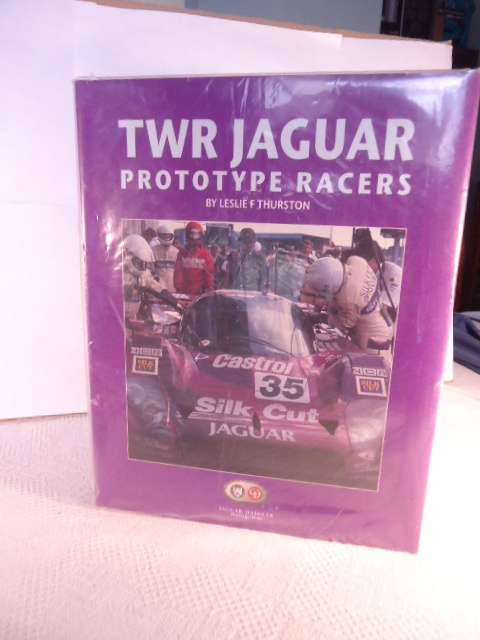 TWR JAGUAR
PROTOTYPE RACERS
BY LESLIE F THURSTON
Castrol
35
Silk Cut
JAGUAR